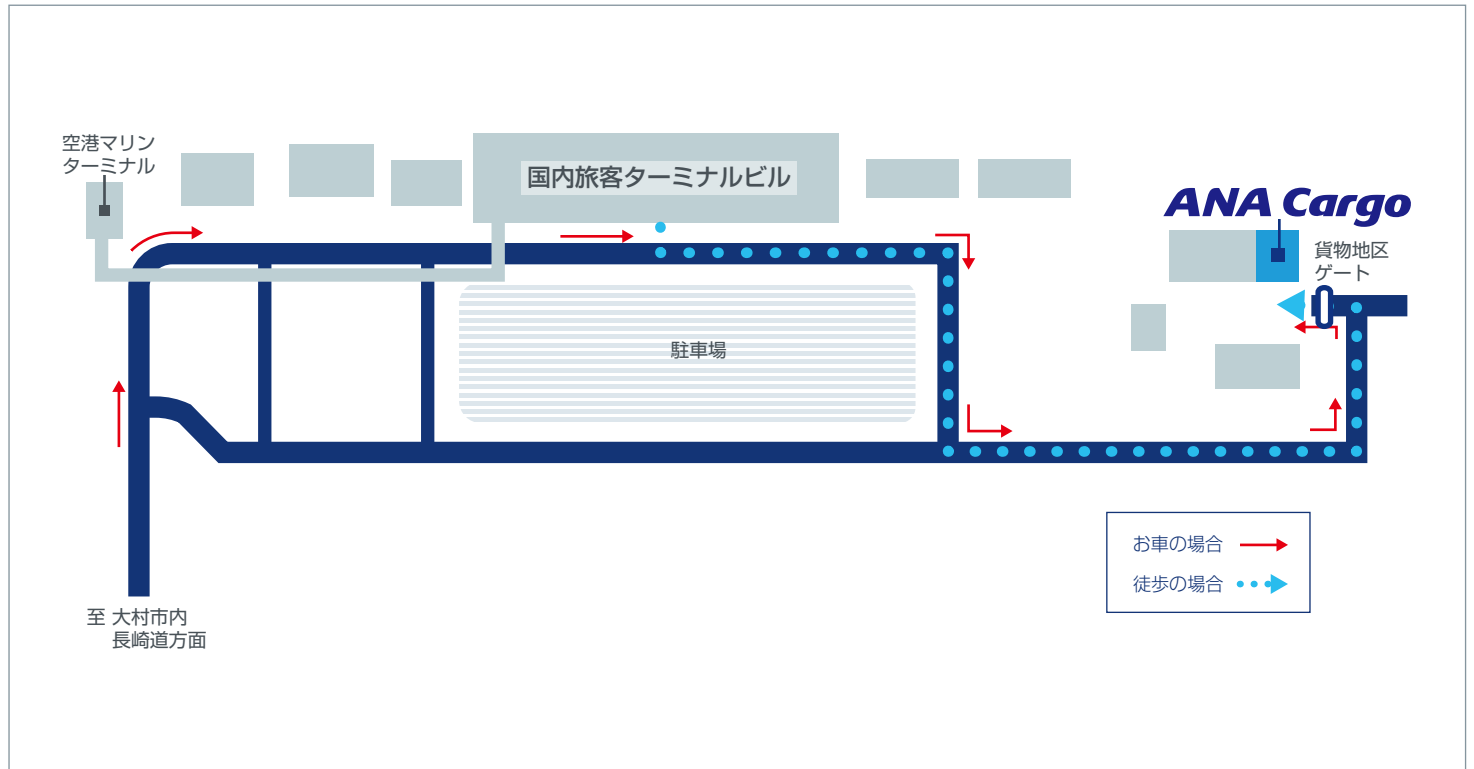 空港マリン
ターミナル
国内旅客ターミナルビル
ANA Cargo
貨物地区
ゲート
駐車場
お車の場合
徒歩の場合
至 大村市内
長崎道方面